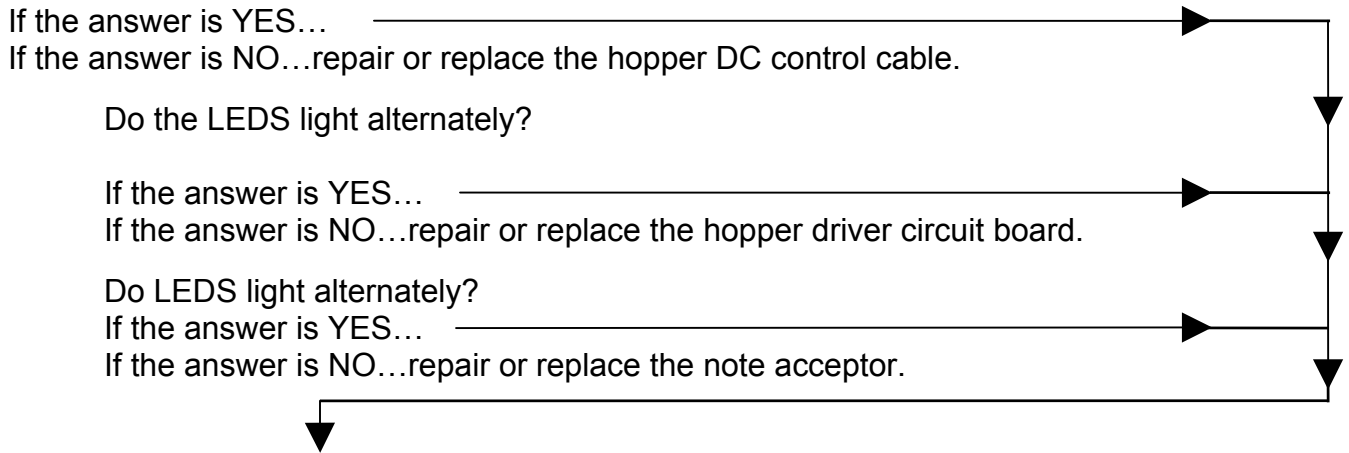 If the answer is YES…
If the answer is NO…repair or replace the hopper DC control cable.
Do the LEDS light alternately?
If the answer is YES…
If the answer is NO…repair or replace the hopper driver circuit board.
Do LEDS light alternately?
If the answer is YES…
If the answer is NO…repair or replace the note acceptor.